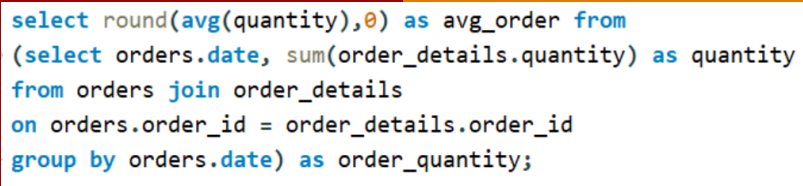 select round(avg(quantity),0) as avg_order from
(select orders.date, sum(order_details.quantity) as quantity
from orders join order_details
on orders.order_id = order_details.order_id
group by orders.date) as order_quantity;